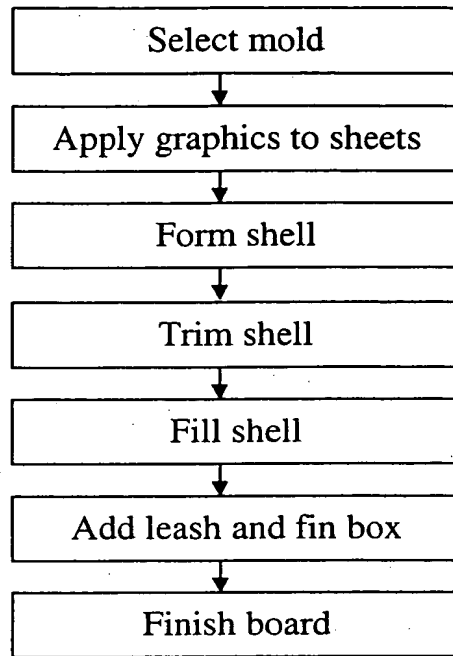 Select mold
Apply graphics to sheets
Form shell
Trim shell
Fill shell
Add leash and fin box
Finish board